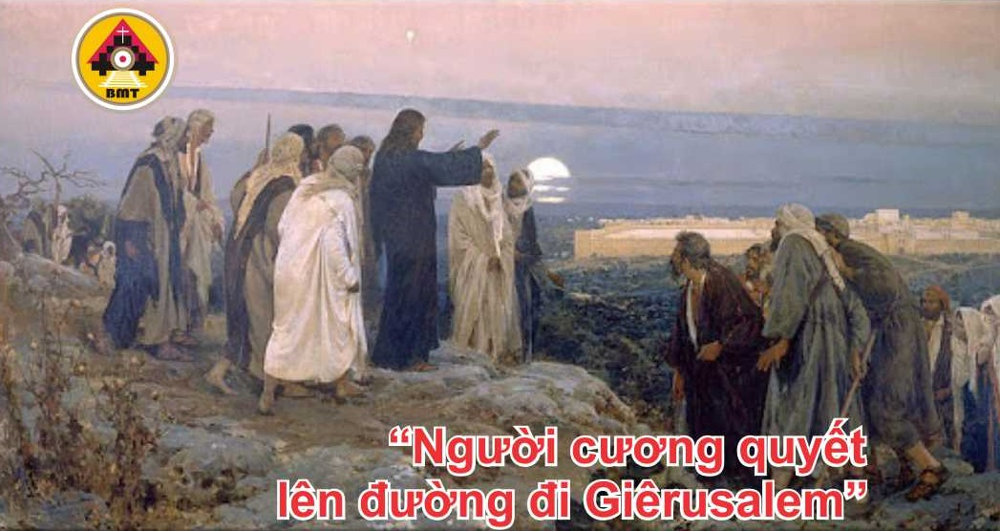 BMT
“Người cương quyết
lên đường đi Giêrusalem”